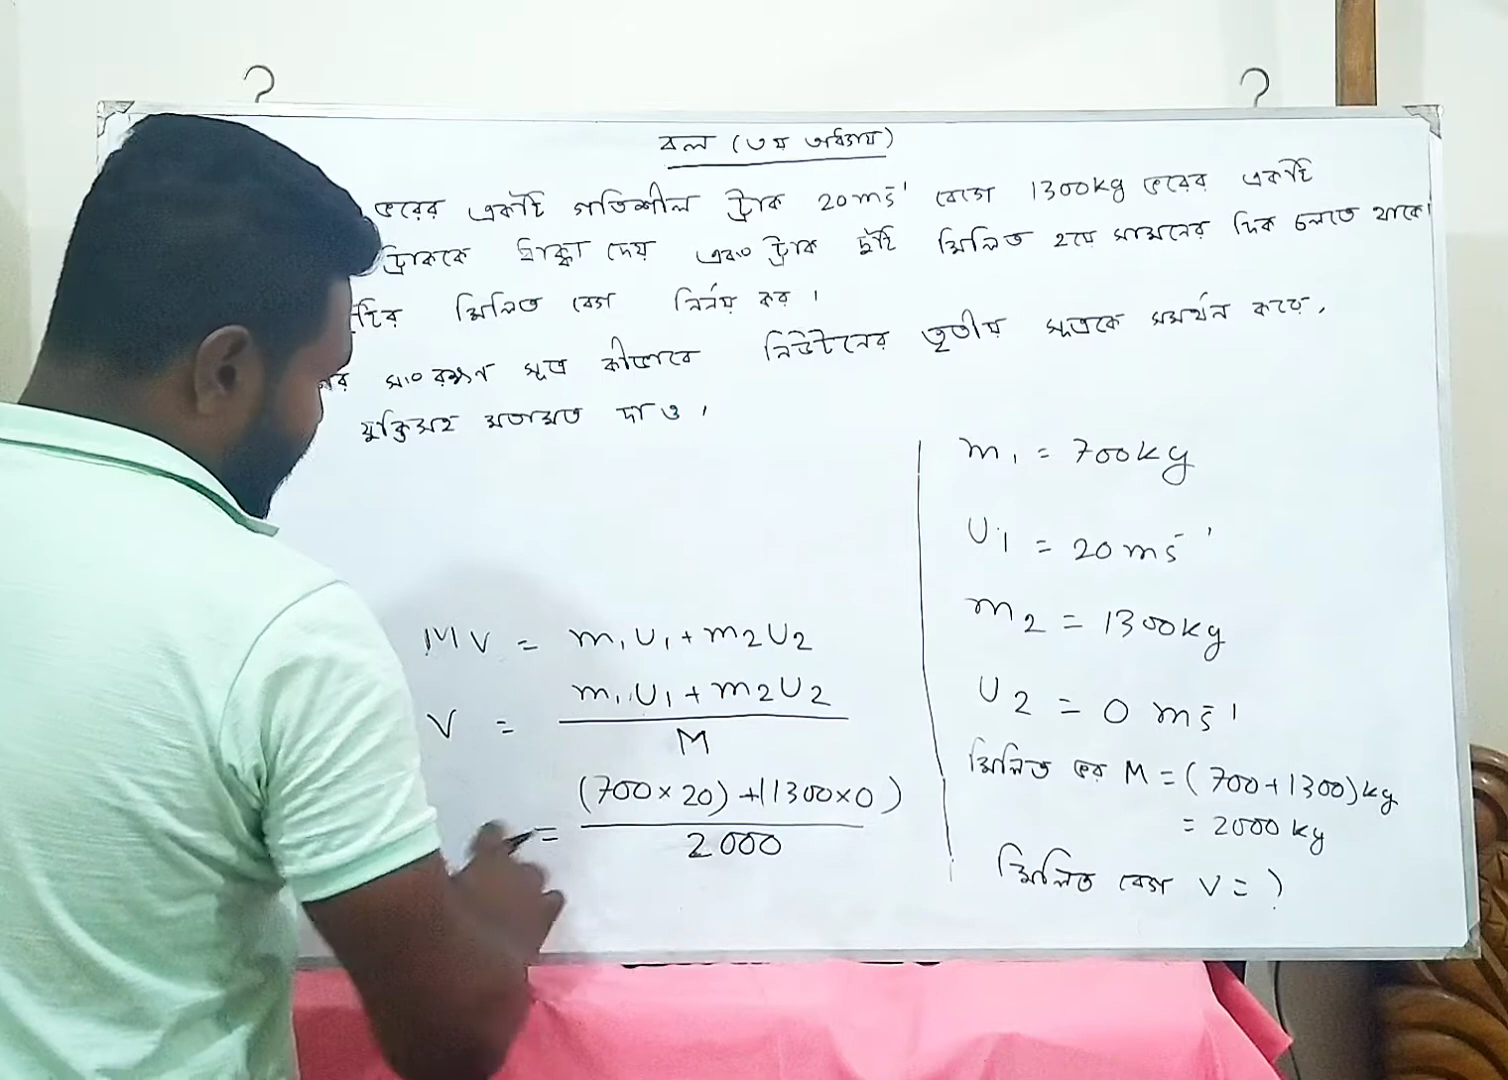 বল (৩য় অধ্যায়)
ভরের একটি গতিশীল ট্রাক 20ms⁻¹ বেগে 1300kg ভরের একটি
ট্রাককে ধাক্কা দেয় এবং ট্রাক দুটি মিলিত হয়ে সামনের দিক চলতে থাকে।
টির মিলিত বেগ নির্নয় কর।
সংরক্ষণ সূত্র কীভাবে নিউটনের তৃতীয় সূত্রকে সমর্থন করে,
যুক্তিসহ মতামত দাও।
MV = m₁U₁ + m₂U₂
V = m₁U₁ + m₂U₂ / M
= (700×20) + (1300×0) / 2000
m₁ = 700kg
U₁ = 20ms⁻¹
m₂ = 1300kg
U₂ = 0 ms⁻¹
মিলিত ভর M = (700+1300)kg
= 2000 kg
মিলিত বেগ V = ?